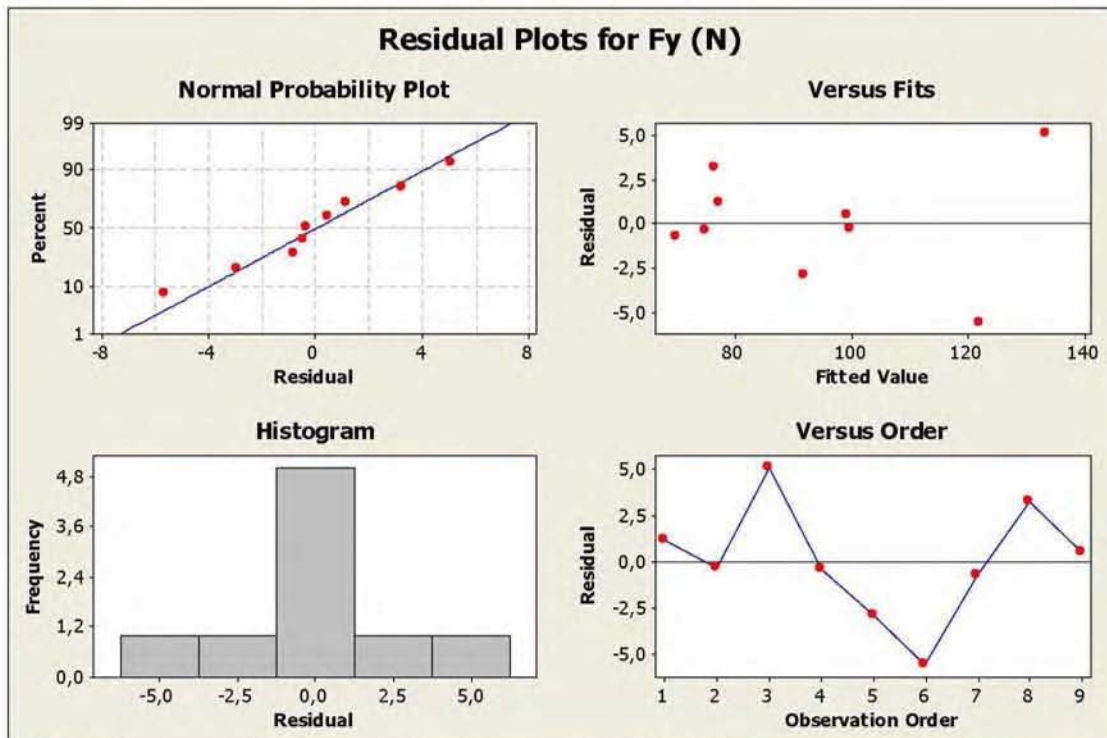 Residual Plots for Fy (N)
Normal Probability Plot
99
90
50
10
1
Percent
-8 -4 0 4 8
Residual
Versus Fits
5,0
2,5
0,0
-2,5
-5,0
Residual
80 100 120 140
Fitted Value
Histogram
4,8
3,6
2,4
1,2
0,0
Frequency
-5,0 -2,5 0,0 2,5 5,0
Residual
Versus Order
5,0
2,5
0,0
-2,5
-5,0
Residual
1 2 3 4 5 6 7 8 9
Observation Order